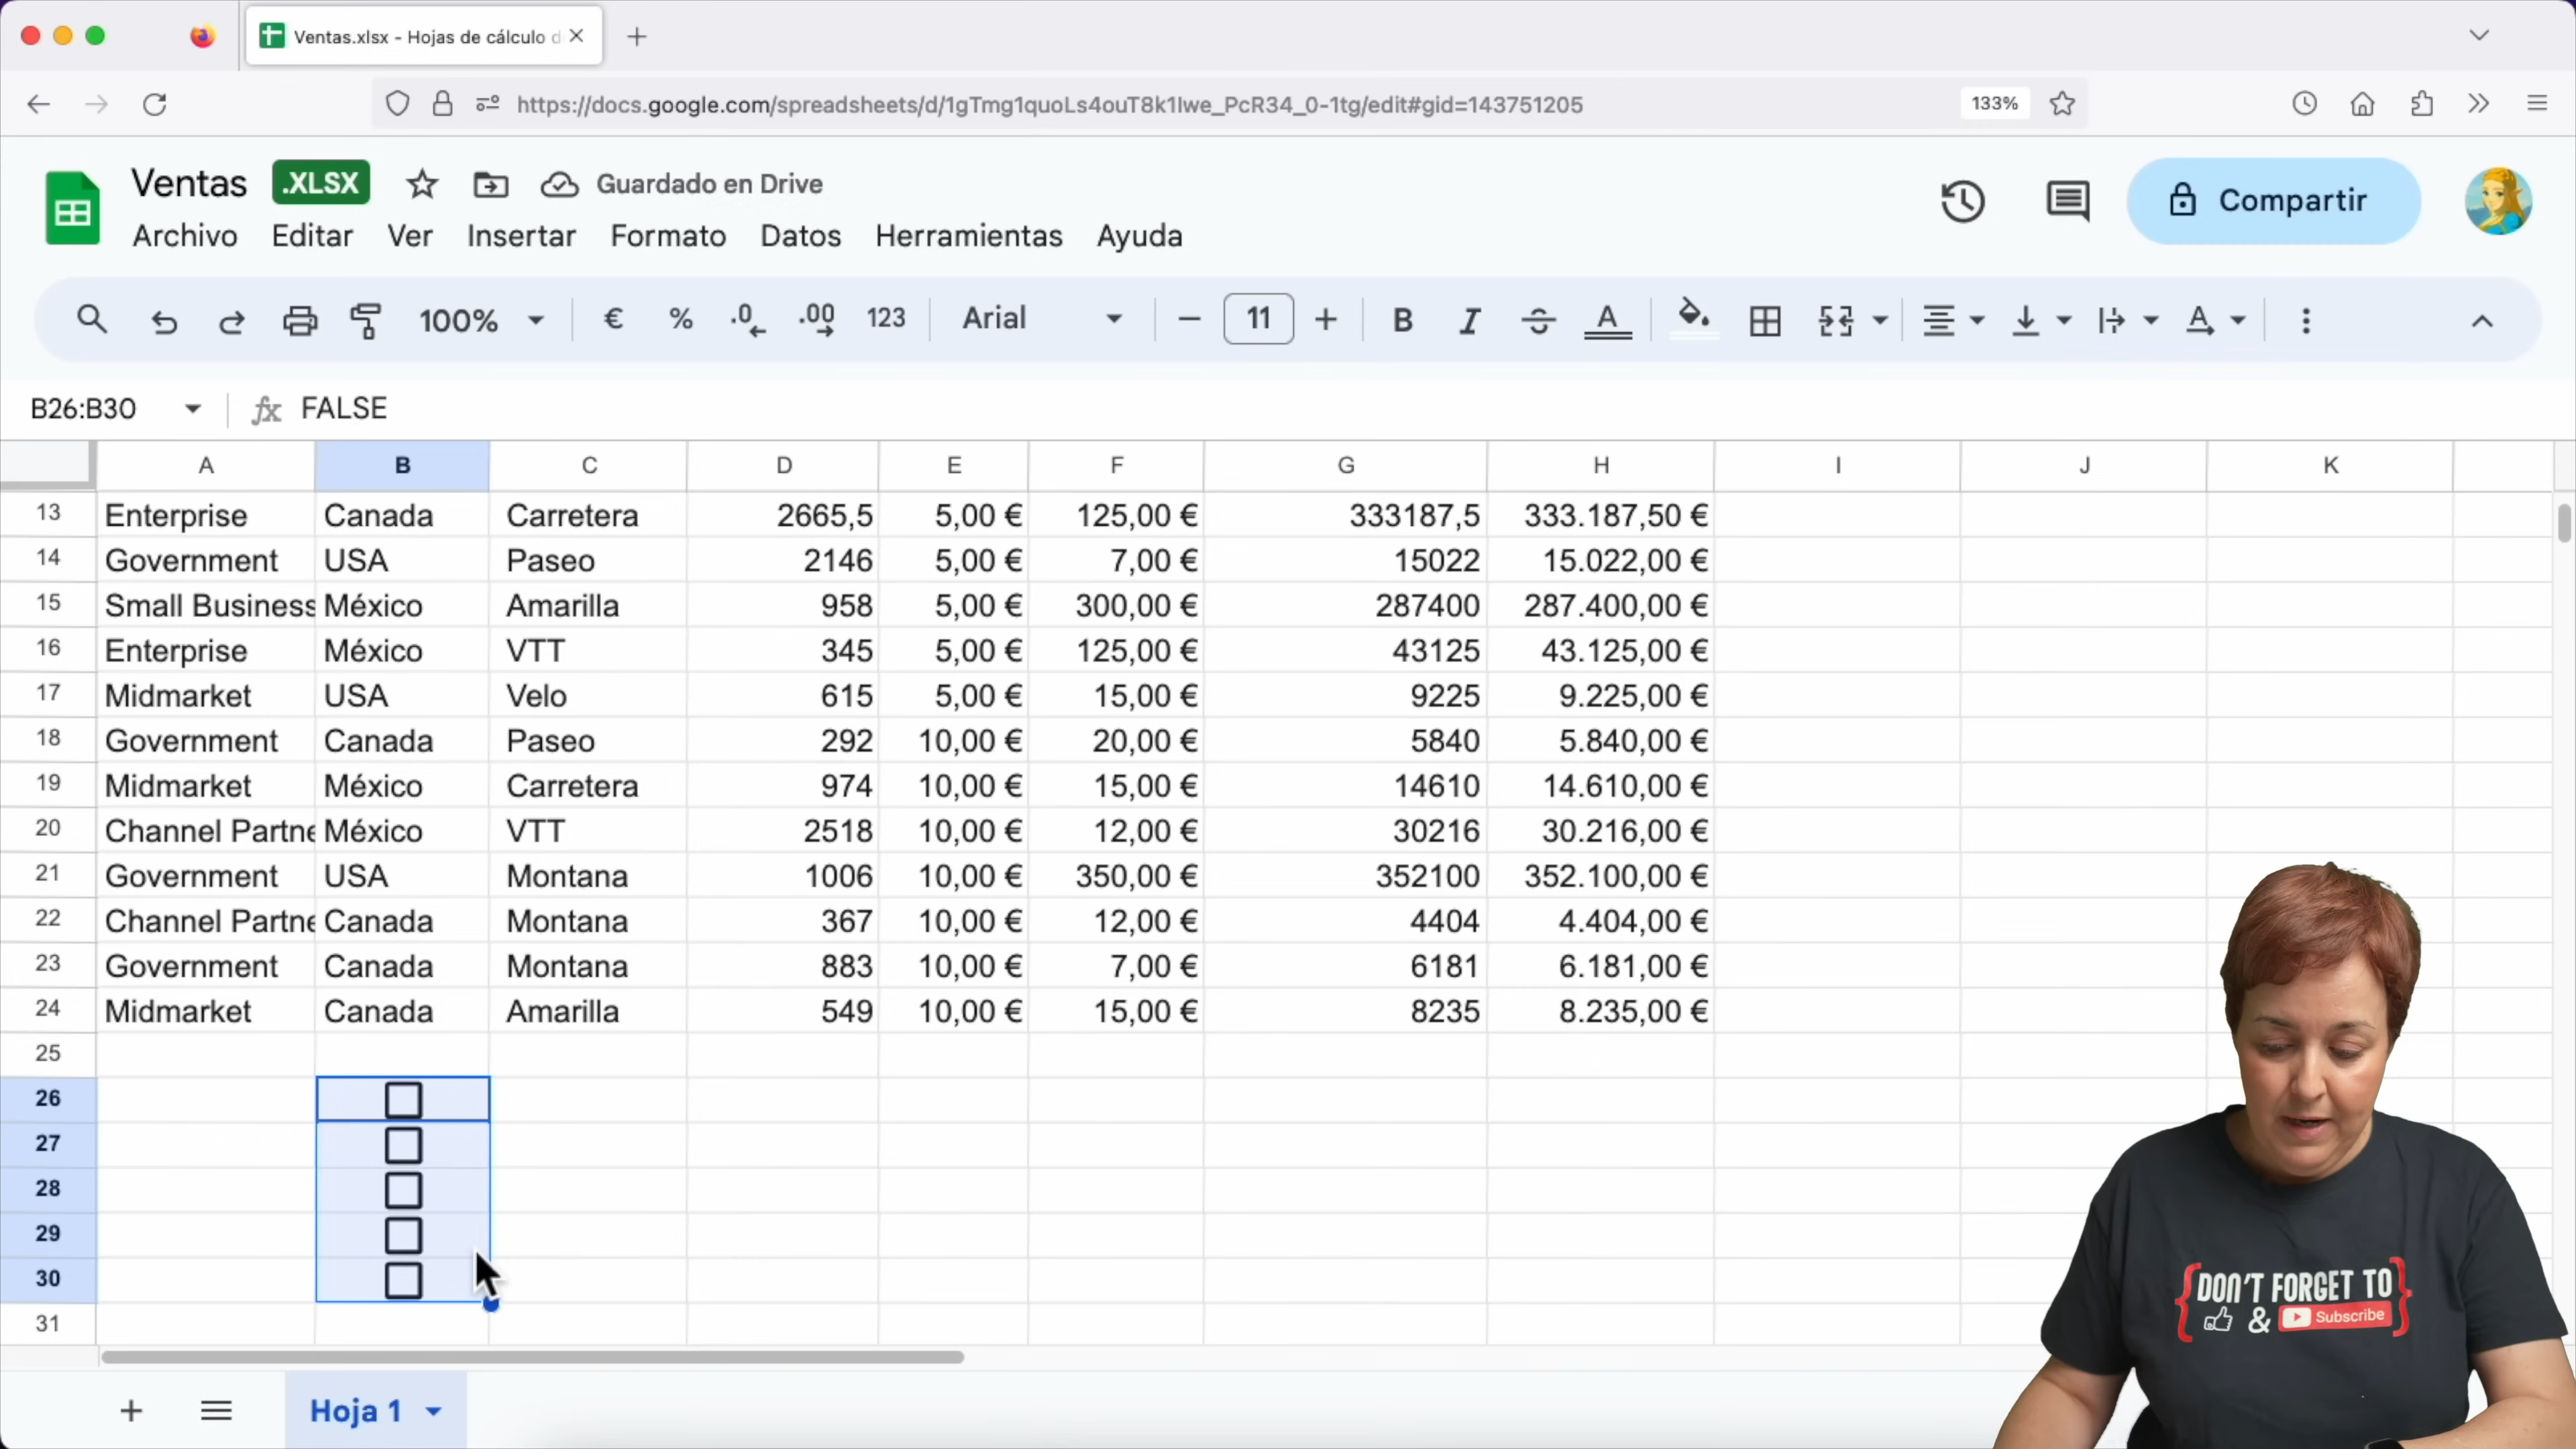 Ventas.xlsx - Hojas de cálculo d
https://docs.google.com/spreadsheets/d/1gTmg1quoLs4ouT8k1lwe_PcR34_0-1tg/edit#gid=143751205
133%
Ventas .XLSX Guardado en Drive
Compartir
Archivo Editar Ver Insertar Formato Datos Herramientas Ayuda
100% € % .0 .00 123 Arial 11 B I A A
B26:B30 fx FALSE
A B C D E F G H I J K
13 Enterprise Canada Carretera 2665,5 5,00 € 125,00 € 333187,5 333.187,50 €
14 Government USA Paseo 2146 5,00 € 7,00 € 15022 15.022,00 €
15 Small Business México Amarilla 958 5,00 € 300,00 € 287400 287.400,00 €
16 Enterprise México VTT 345 5,00 € 125,00 € 43125 43.125,00 €
17 Midmarket USA Velo 615 5,00 € 15,00 € 9225 9.225,00 €
18 Government Canada Paseo 292 10,00 € 20,00 € 5840 5.840,00 €
19 Midmarket México Carretera 974 10,00 € 15,00 € 14610 14.610,00 €
20 Channel Partne México VTT 2518 10,00 € 12,00 € 30216 30.216,00 €
21 Government USA Montana 1006 10,00 € 350,00 € 352100 352.100,00 €
22 Channel Partne Canada Montana 367 10,00 € 12,00 € 4404 4.404,00 €
23 Government Canada Montana 883 10,00 € 7,00 € 6181 6.181,00 €
24 Midmarket Canada Amarilla 549 10,00 € 15,00 € 8235 8.235,00 €
25
26
27
28
29
30
31
Hoja 1
{DON'T FORGET TO
& Subscribe}